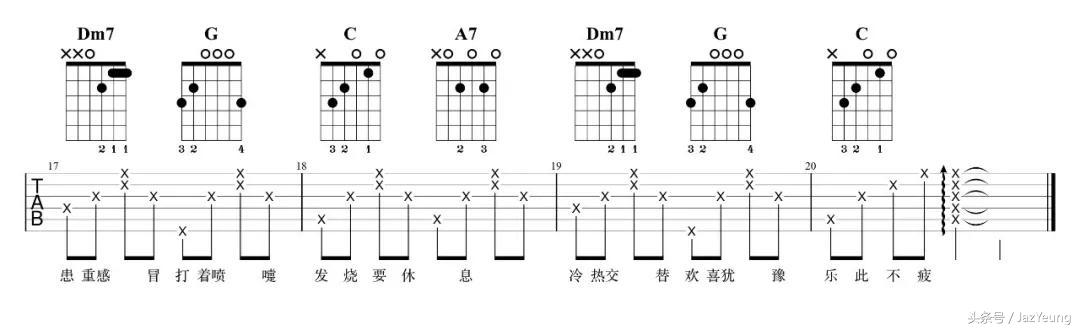 Dm7 G C A7 Dm7 G C
××○ ○○○ × ○ ○ ×○ ○ ○ ××○ ○○○ × ○ ○
2 1 1 3 2 4 3 2 1 2 3 2 1 1 3 2 4 3 2 1
17 18 19 20
T
A
B
患 重感 冒 打 着喷 嚏 发 烧 要 休 息 冷 热交 替 欢 喜犹 豫 乐 此 不 疲
头条号 / JazYeung